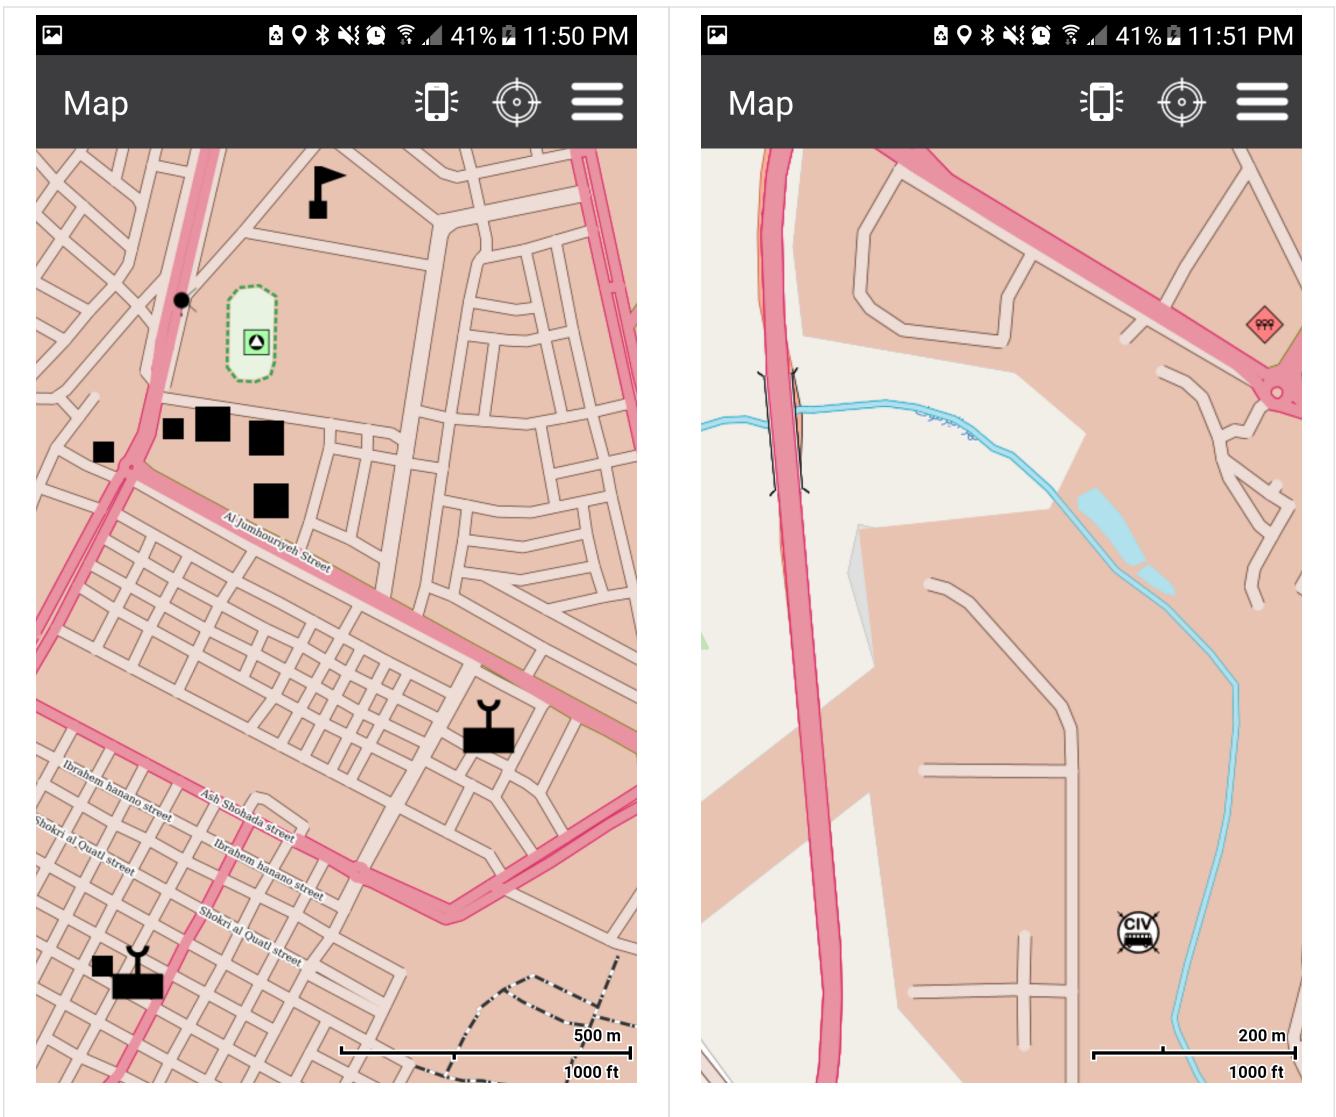 41% 11:50 PM
Map
Al Jumhouriyeh Street
Ibrahem hanano street
Ash Shohada street
Shokri al Quatl street
Ibrahem hanano street
Shokri al Quatl street
500 m
1000 ft
41% 11:51 PM
Map
CIV
200 m
1000 ft